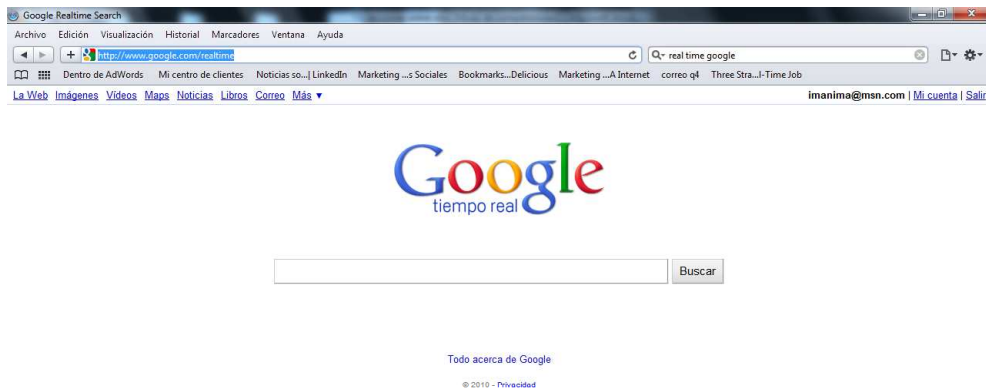 Google Realtime Search
Archivo Edición Visualización Historial Marcadores Ventana Ayuda
http://www.google.com/realtime real time google
Dentro de AdWords Mi centro de clientes Noticias so...| LinkedIn Marketing ...s Sociales Bookmarks...Delicious Marketing ...A Internet correo q4 Three Stra...l-Time Job
La Web Imágenes Vídeos Maps Noticias Libros Correo Más ▼ imanima@msn.com | Mi cuenta | Salir
Google
tiempo real
Buscar
Todo acerca de Google
© 2010 - Privacidad